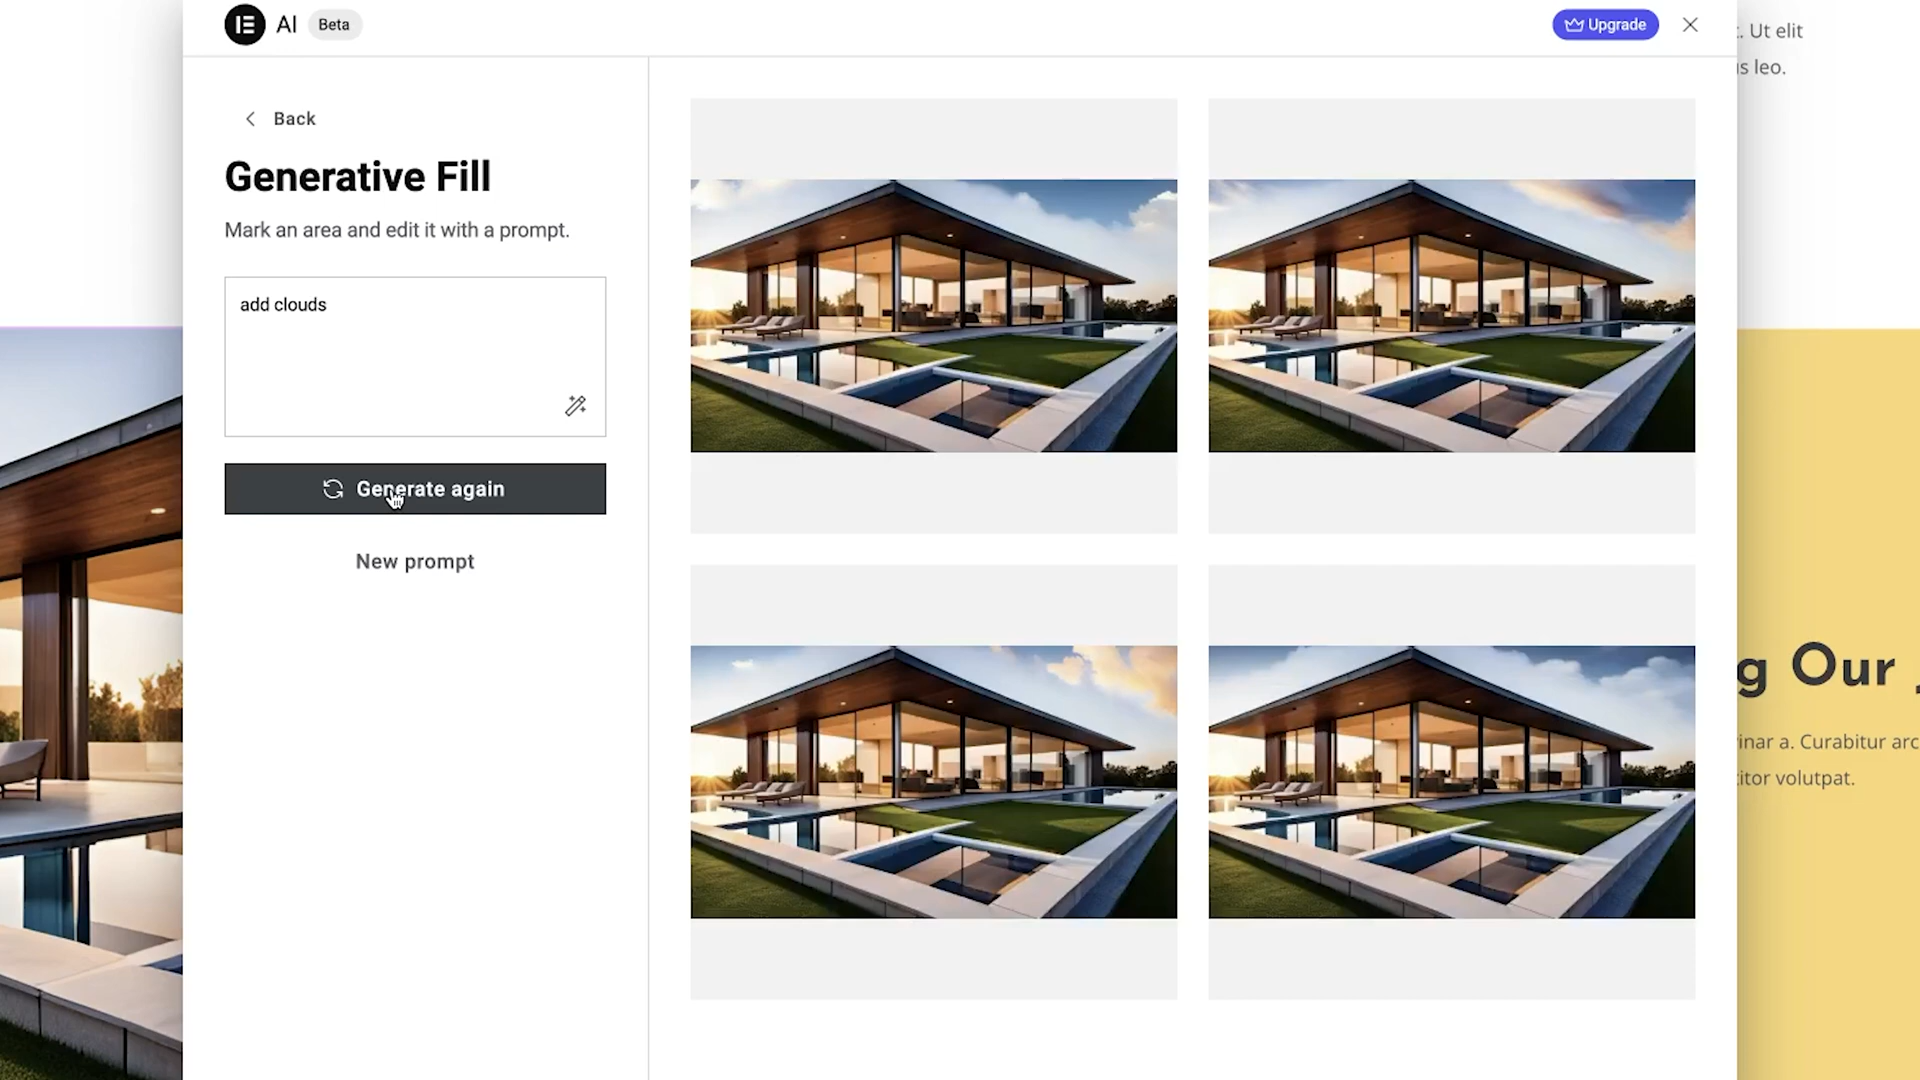 AI Beta
Upgrade
Ut elit
leo.
Back
Generative Fill
Mark an area and edit it with a prompt.
add clouds
Generate again
New prompt
g Our
inar a. Curabitur arc
itor volutpat.